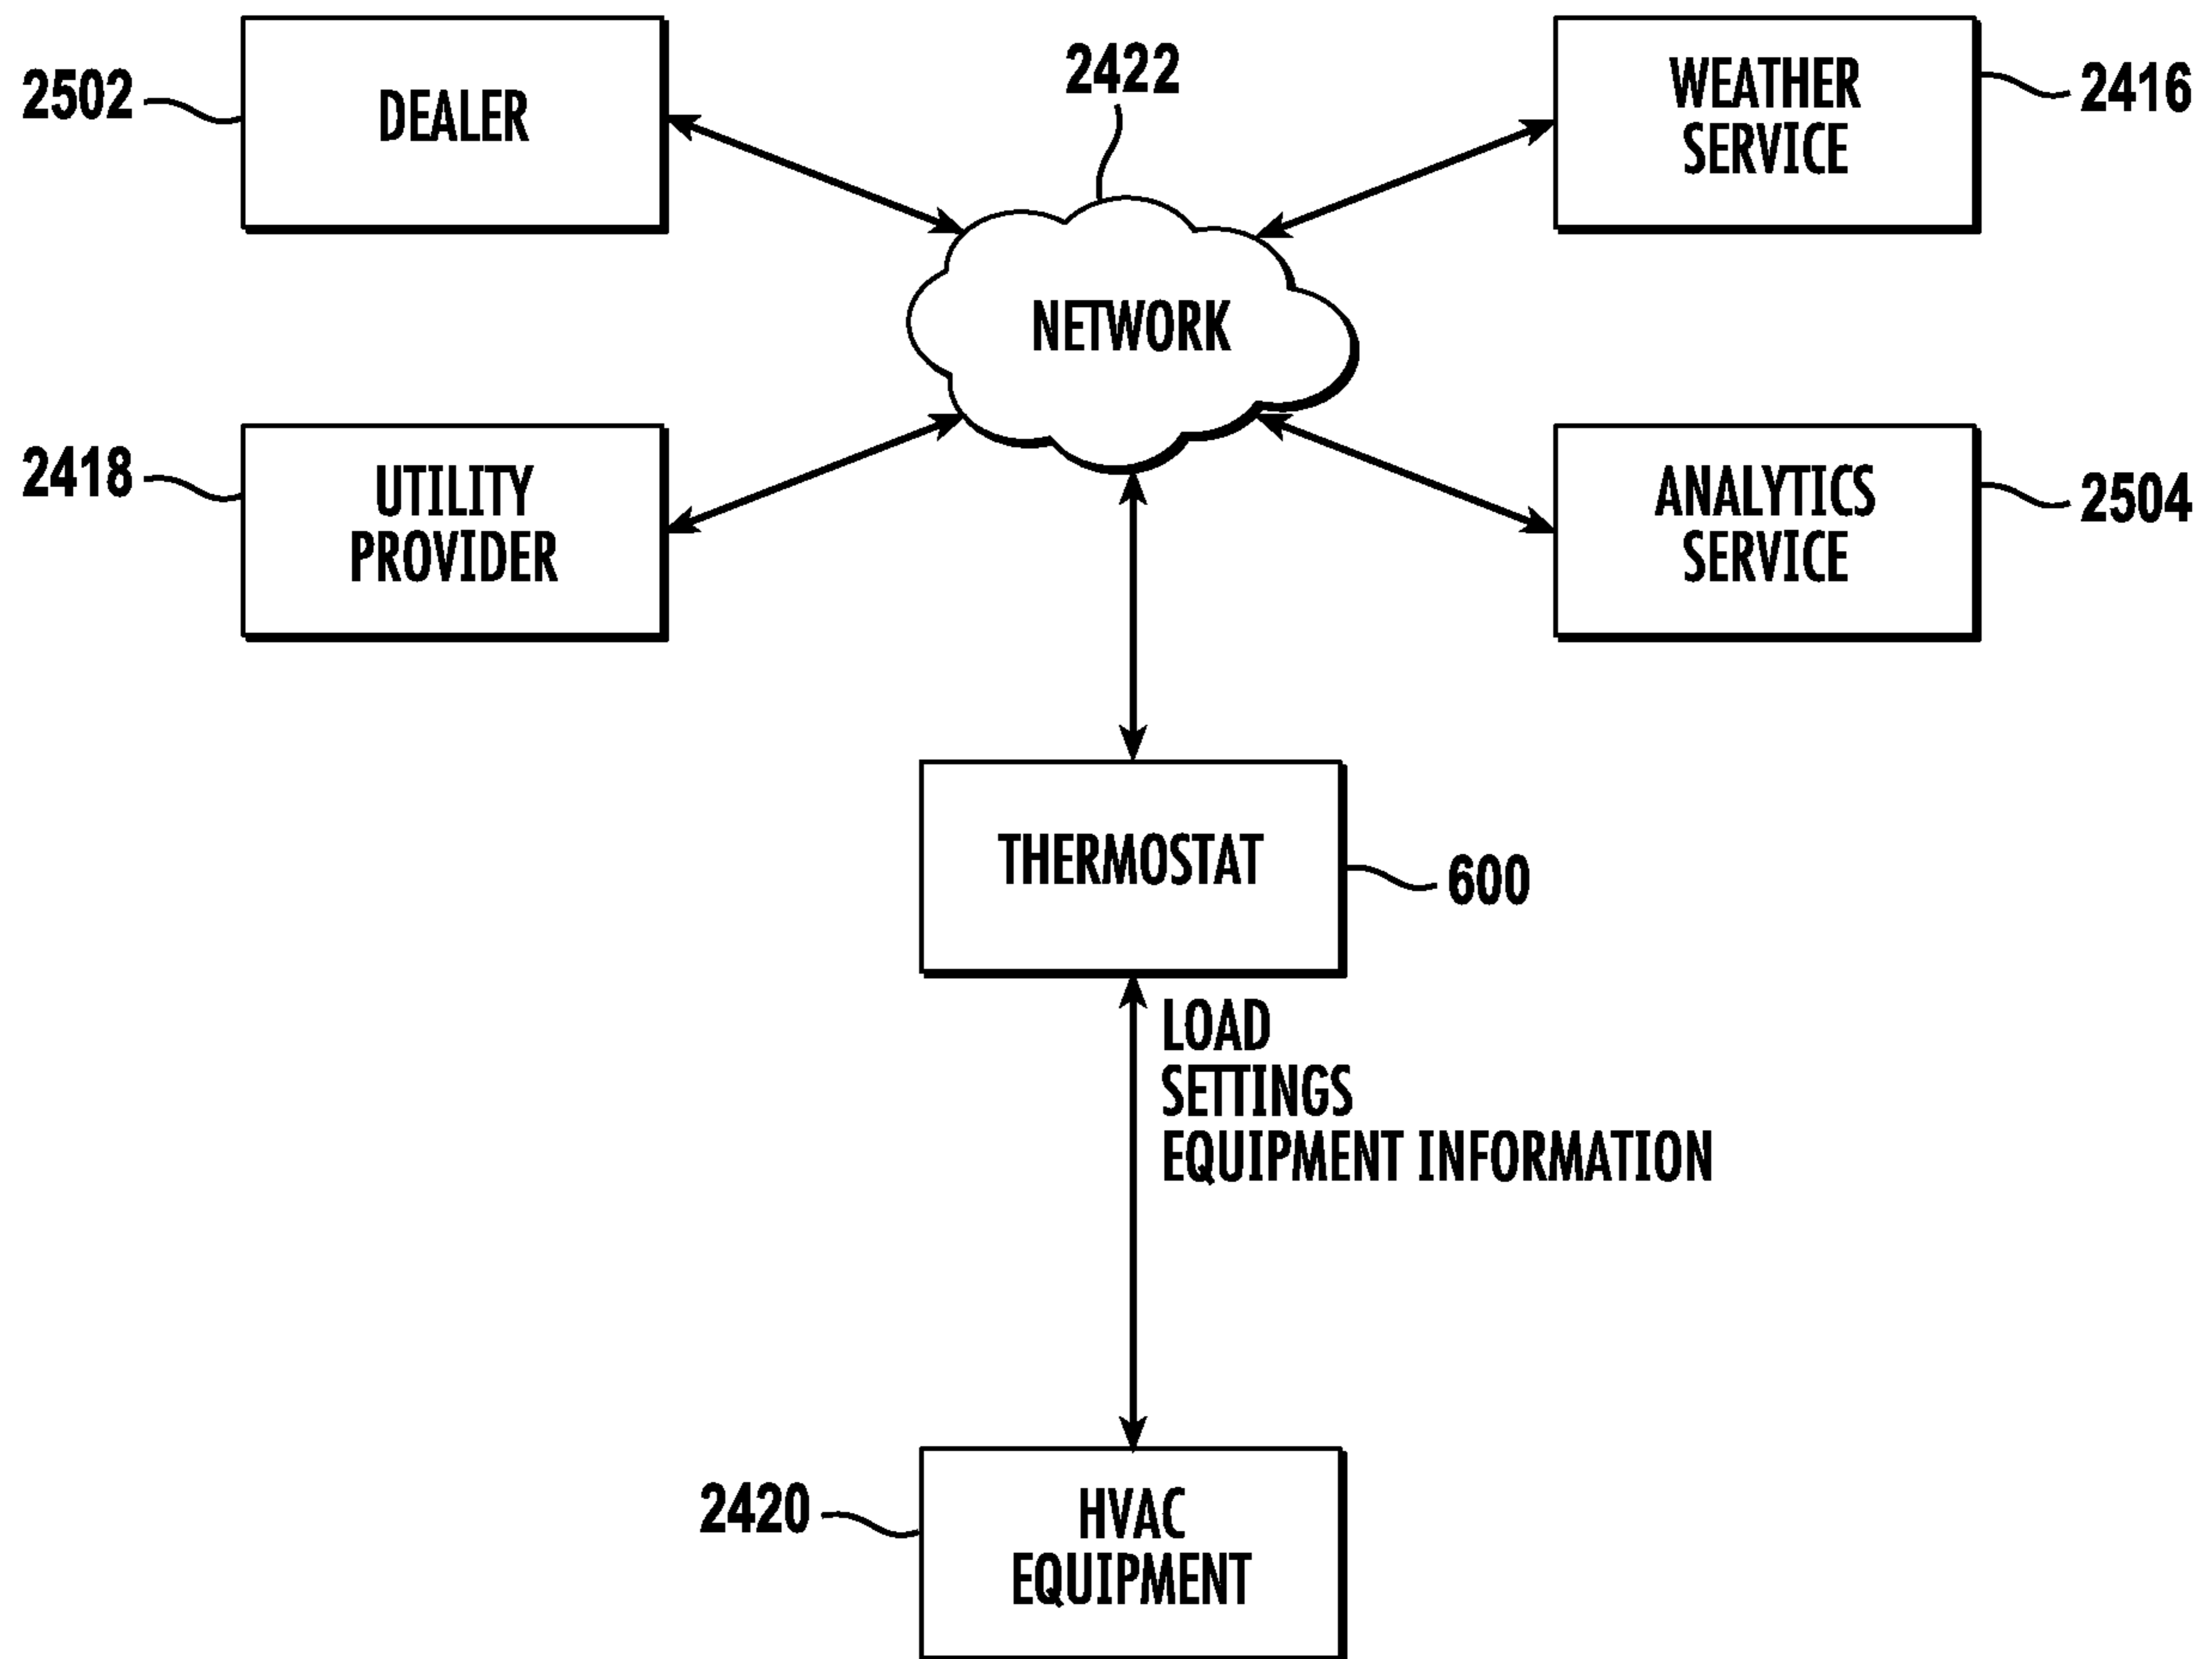 2502
DEALER
2422
WEATHER
SERVICE
2416
NETWORK
2418
UTILITY
PROVIDER
ANALYTICS
SERVICE
2504
THERMOSTAT
600
LOAD
SETTINGS
EQUIPMENT INFORMATION
2420
HVAC
EQUIPMENT